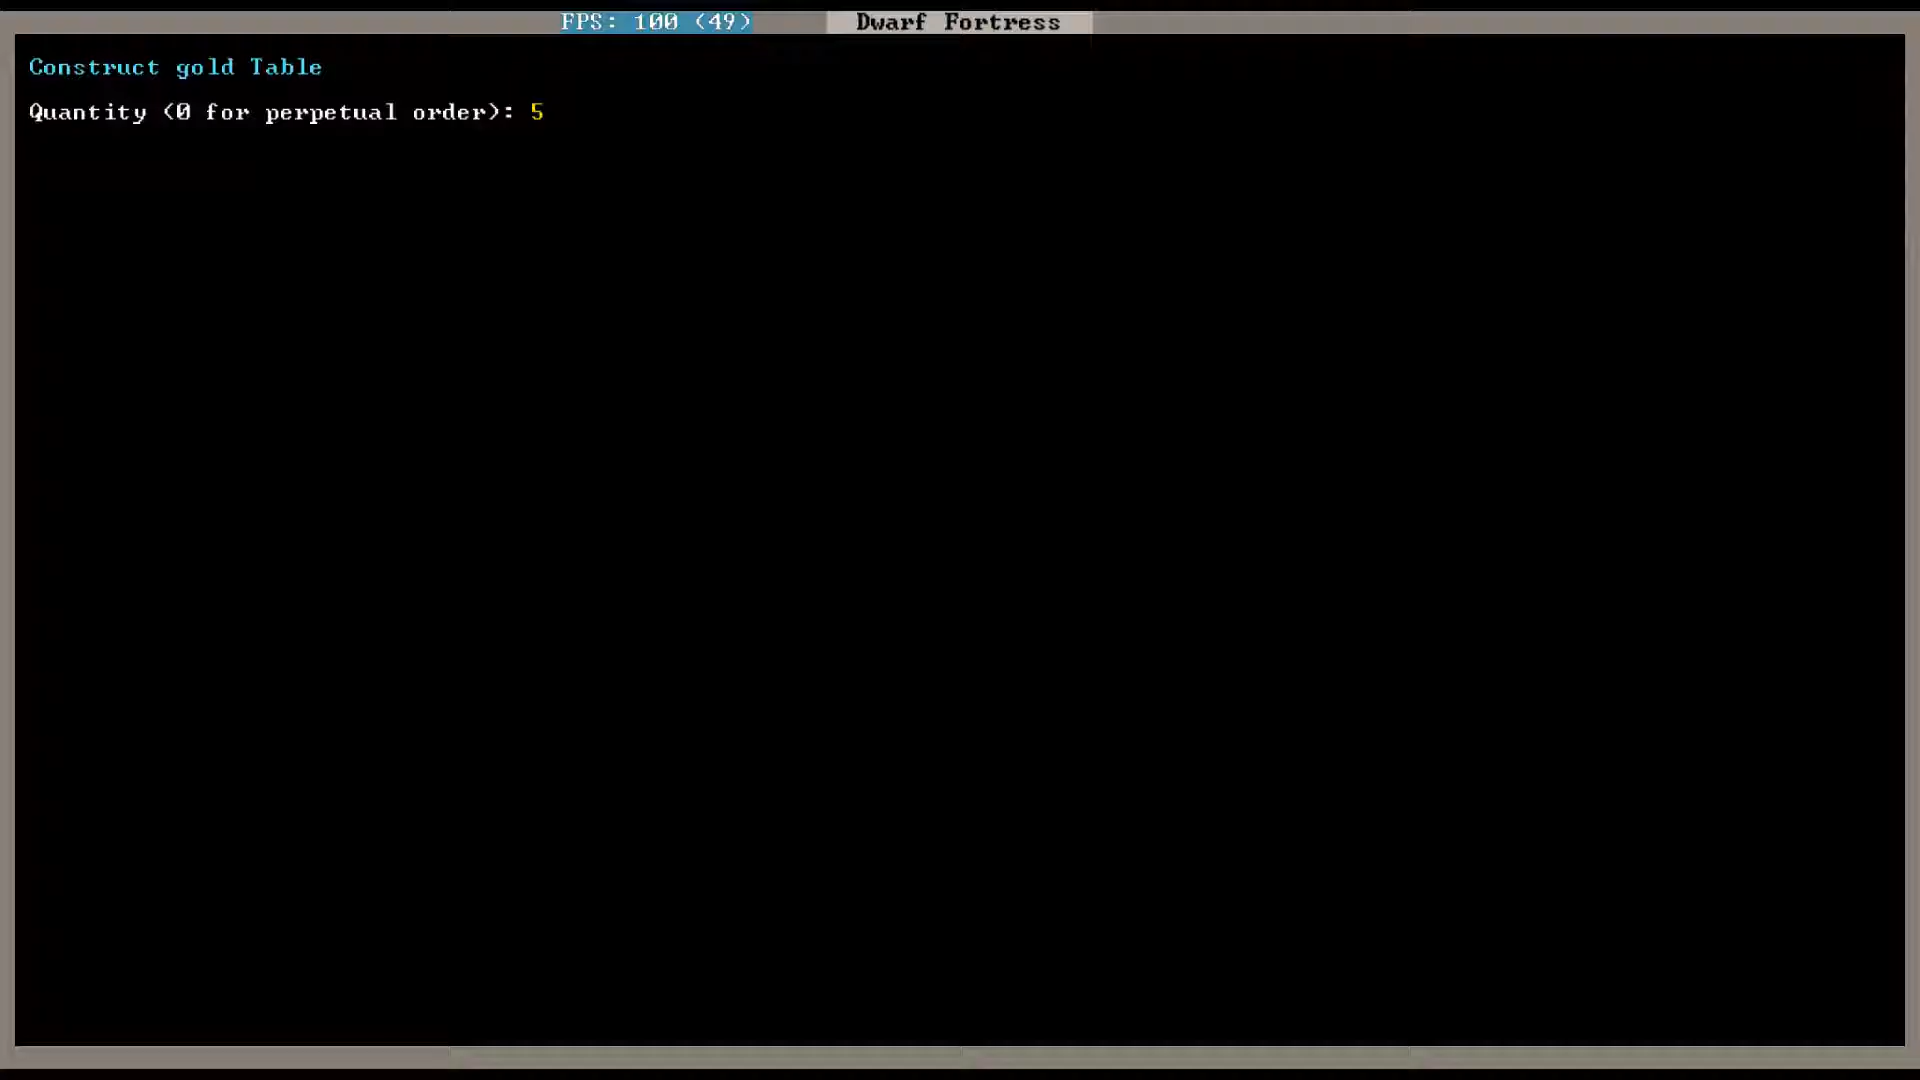 FPS: 100 (49) Dwarf Fortress
Construct gold Table
Quantity (0 for perpetual order): 5